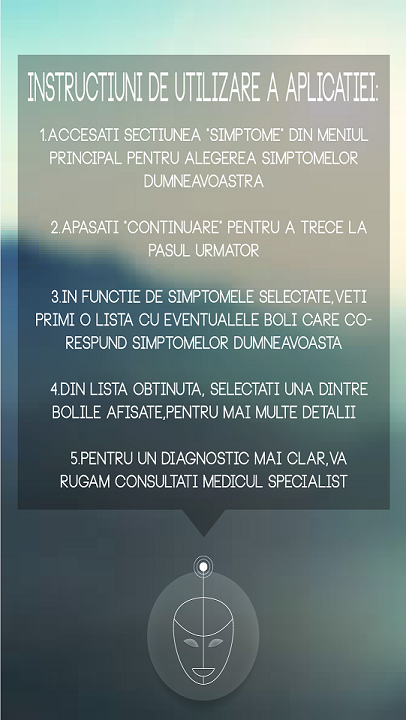 INSTRUCTIUNI DE UTILIZARE A APLICATIEI:
1.ACCESATI SECTIUNEA "SIMPTOME" DIN MENIUL
PRINCIPAL PENTRU ALEGEREA SIMPTOMELOR
DUMNEAVOASTRA
2.APASATI "CONTINUARE" PENTRU A TRECE LA
PASUL URMATOR
3.IN FUNCTIE DE SIMPTOMELE SELECTATE,VETI
PRIMI O LISTA CU EVENTUALELE BOLI CARE CO-
RESPUND SIMPTOMELOR DUMNEAVOASTA
4.DIN LISTA OBTINUTA, SELECTATI UNA DINTRE
BOLILE AFISATE,PENTRU MAI MULTE DETALII
5.PENTRU UN DIAGNOSTIC MAI CLAR,VA
RUGAM CONSULTATI MEDICUL SPECIALIST